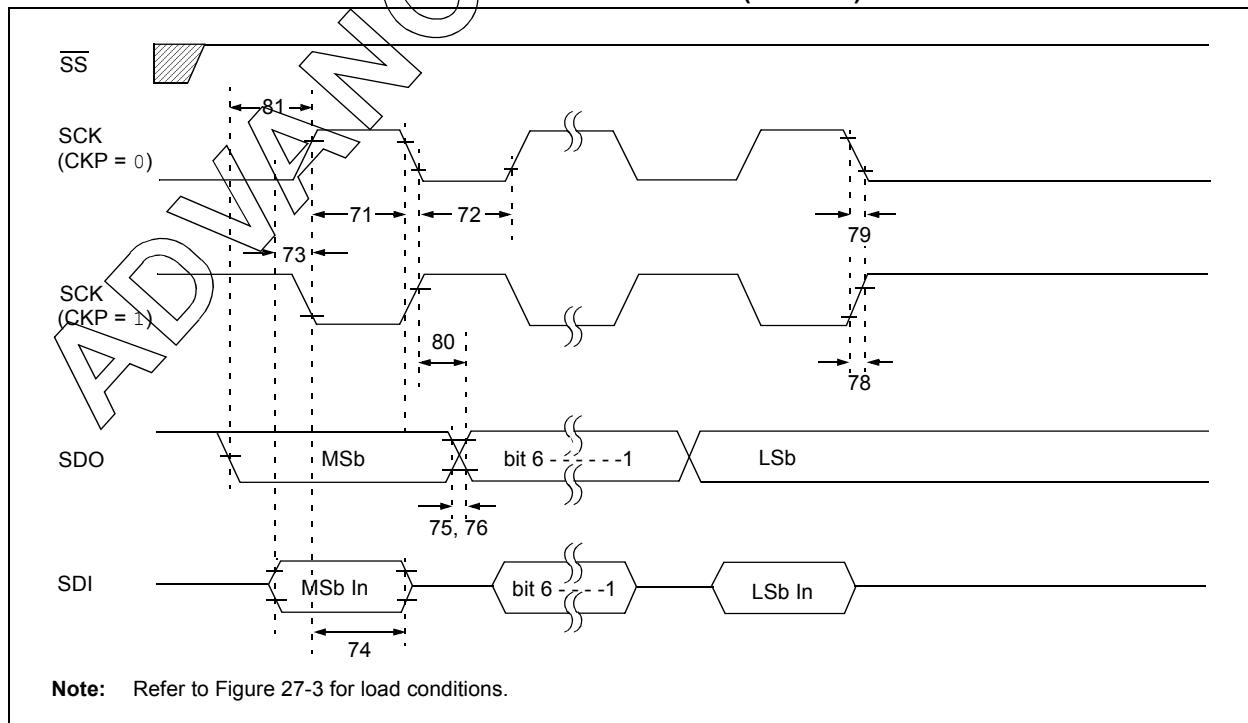 SS
81
SCK
(CKP = 0)
71
72
79
73
SCK
(CKP = 1)
80
78
SDO
MSb
bit 6 - - - - - -1
LSb
75, 76
SDI
MSb In
bit 6 - - - - -1
LSb In
74
Note: Refer to Figure 27-3 for load conditions.